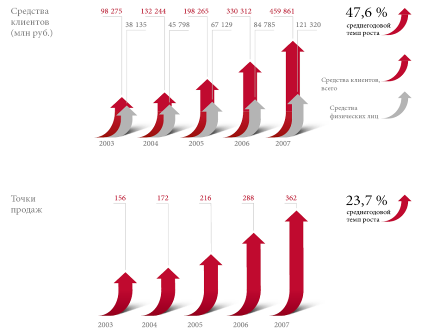 Средства
клиентов
(млн руб.)
98 275 132 244 198 265 330 312 459 861
38 135 45 798 67 129 84 785 121 320
47,6 %
среднегодовой
темп роста
Средства клиентов,
всего
Средства
физических лиц
2003 2004 2005 2006 2007
Точки
продаж
156 172 216 288 362
23,7 %
среднегодовой
темп роста
2003 2004 2005 2006 2007